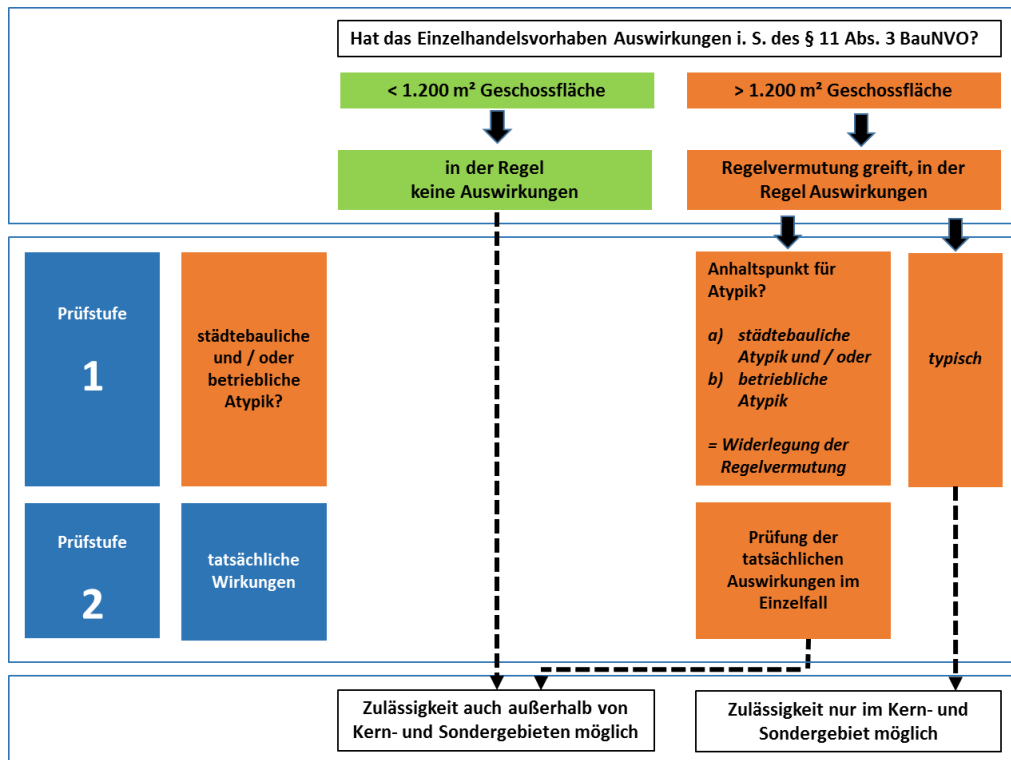 Hat das Einzelhandelsvorhaben Auswirkungen i. S. des § 11 Abs. 3 BauNVO?
< 1.200 m² Geschossfläche
> 1.200 m² Geschossfläche
in der Regel
keine Auswirkungen
Regelvermutung greift, in der
Regel Auswirkungen
Prüfstufe
1
städtebauliche
und / oder
betriebliche
Atypik?
Anhaltspunkt für
Atypik?
a) städtebauliche
Atypik und / oder
b) betriebliche
Atypik
= Widerlegung der
Regelvermutung
typisch
Prüfstufe
2
tatsächliche
Wirkungen
Prüfung der
tatsächlichen
Auswirkungen im
Einzelfall
Zulässigkeit auch außerhalb von
Kern- und Sondergebieten möglich
Zulässigkeit nur im Kern- und
Sondergebiet möglich